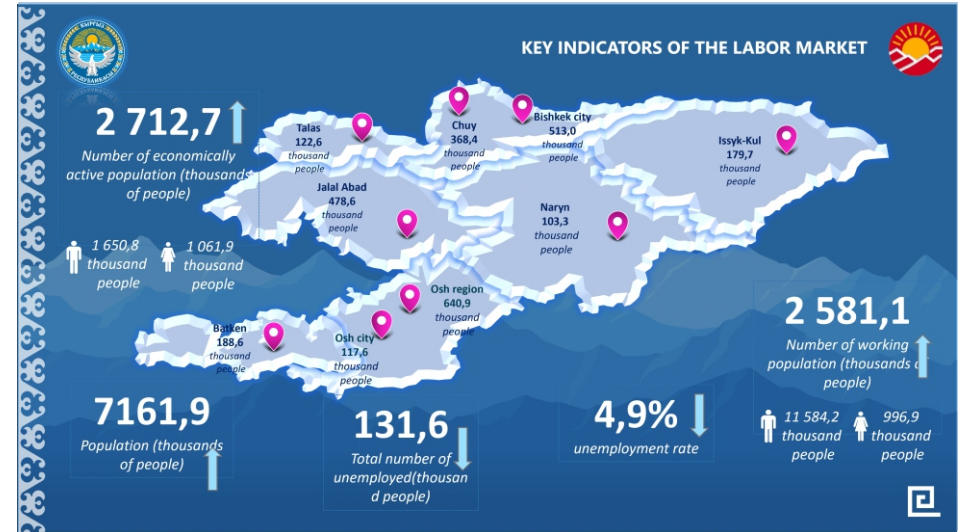 KEY INDICATORS OF THE LABOR MARKET
2 712,7
Number of economically
active population (thousands
of people)
1 650,8
thousand
people
1 061,9
thousand
people
Talas
122,6
thousand
people
Chuy
368,4
thousand
people
Bishkek city
513,0
thousand
people
Issyk-Kul
179,7
thousand
people
Jalal Abad
478,6
thousand
people
Naryn
103,3
thousand
people
Osh region
640,9
thousand
people
Batken
188,6
thousand
people
Osh city
117,6
thousand
people
2 581,1
Number of working
population (thousands of
people)
11 584,2
thousand
people
996,9
thousand
people
7161,9
Population (thousands
of people)
131,6
Total number of
unemployed(thousan
d people)
4,9%
unemployment rate